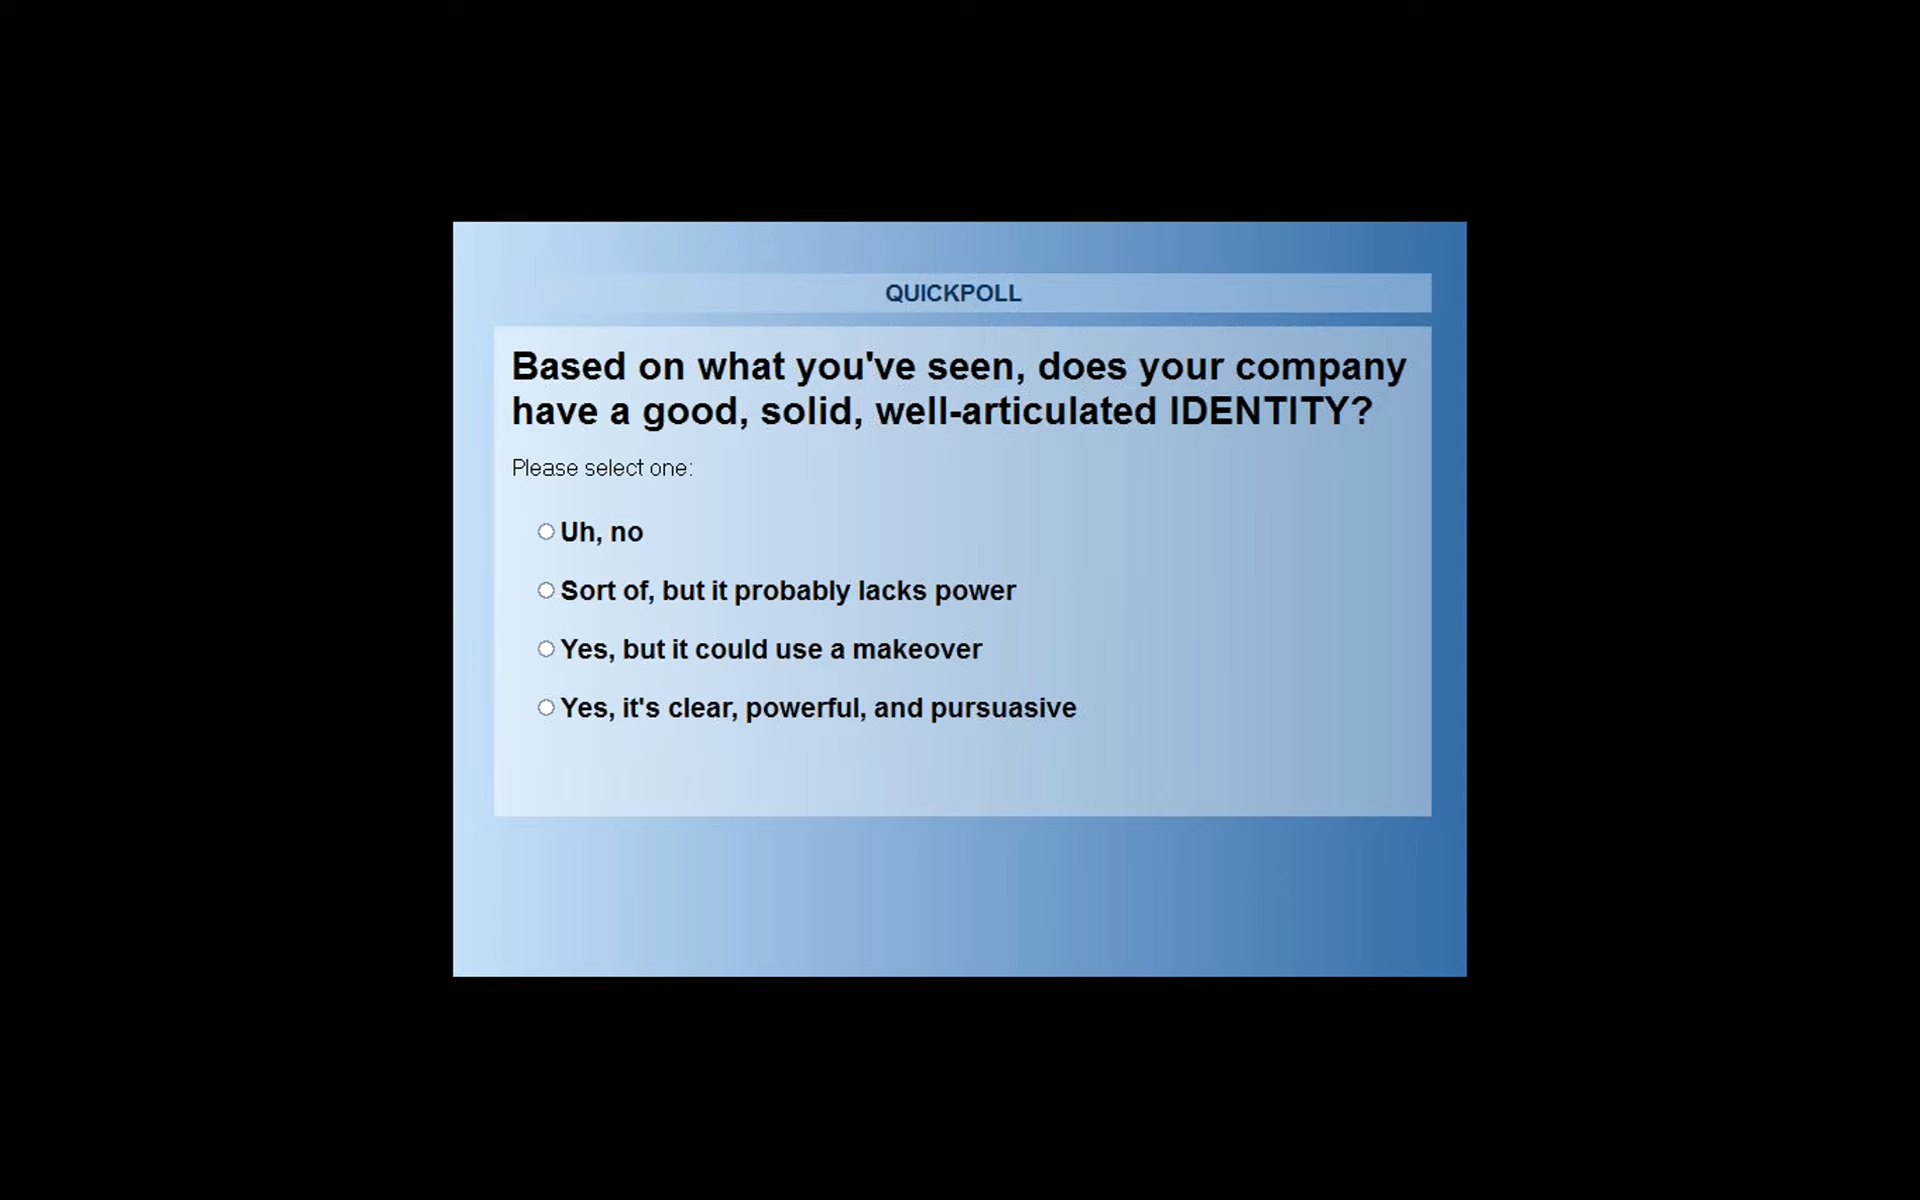 QUICKPOLL
Based on what you've seen, does your company
have a good, solid, well-articulated IDENTITY?
Please select one:
Uh, no
Sort of, but it probably lacks power
Yes, but it could use a makeover
Yes, it's clear, powerful, and pursuasive